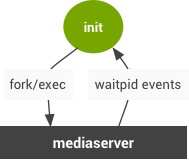 init
fork/exec
waitpid events
mediaserver